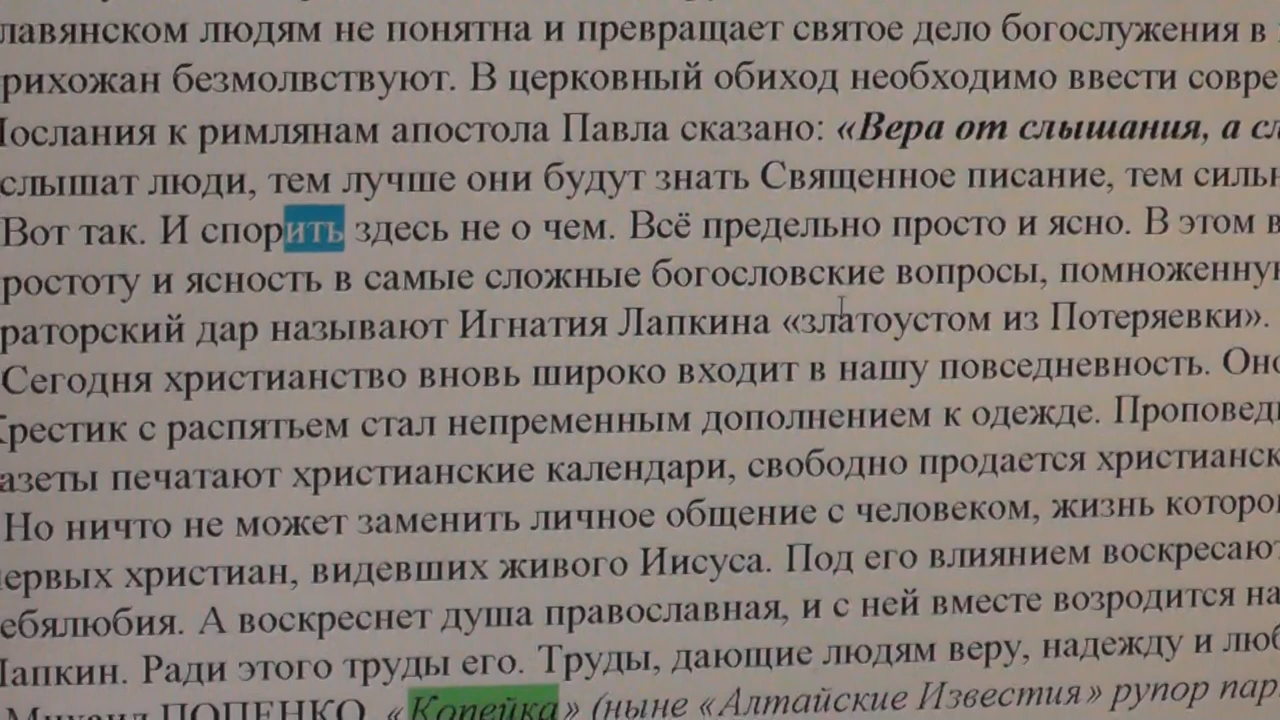 лавянском людям не понятна и превращает святое дело богослужения в
рихожан безмолвствуют. В церковный обиход необходимо ввести совре
Послания к римлянам апостола Павла сказано: «Вера от слышания, а сл
слышат люди, тем лучше они будут знать Священное писание, тем сильн
Вот так. И спорить здесь не о чем. Всё предельно просто и ясно. В этом в
ростоту и ясность в самые сложные богословские вопросы, помноженную
раторский дар называют Игнатия Лапкина «златоустом из Потеряевки».
Сегодня христианство вновь широко входит в нашу повседневность. Оно
Крестик с распятьем стал непременным дополнением к одежде. Проповеди
азеты печатают христианские календари, свободно продается христианск
Но ничто не может заменить личное общение с человеком, жизнь которо
первых христиан, видевших живого Иисуса. Под его влиянием воскресают
ебялюбия. А воскреснет душа православная, и с ней вместе возродится на
Лапкин. Ради этого труды его. Труды, дающие людям веру, надежду и люб
Михаил ПОПЕНКО. «Копейка» (ныне «Алтайские Известия» рупор пар